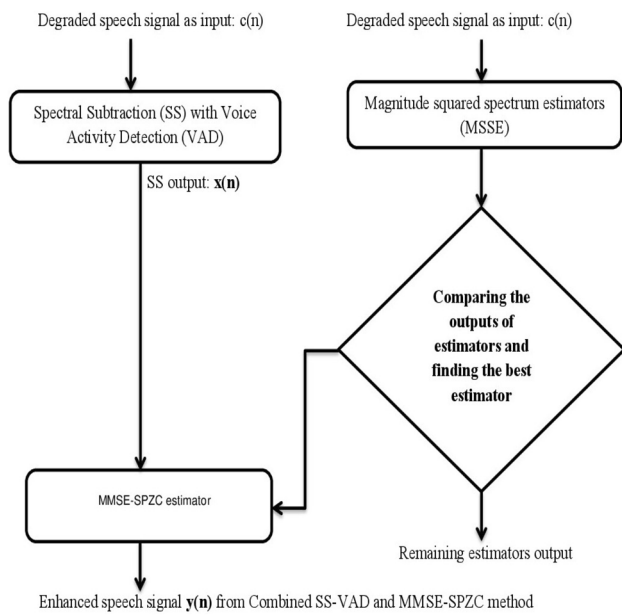 Degraded speech signal as input: c(n)
Spectral Subtraction (SS) with Voice
Activity Detection (VAD)
SS output: x(n)
MMSE-SPZC estimator
Enhanced speech signal y(n) from Combined SS-VAD and MMSE-SPZC method
Degraded speech signal as input: c(n)
Magnitude squared spectrum estimators
(MSSE)
Comparing the
outputs of
estimators and
finding the best
estimator
Remaining estimators output